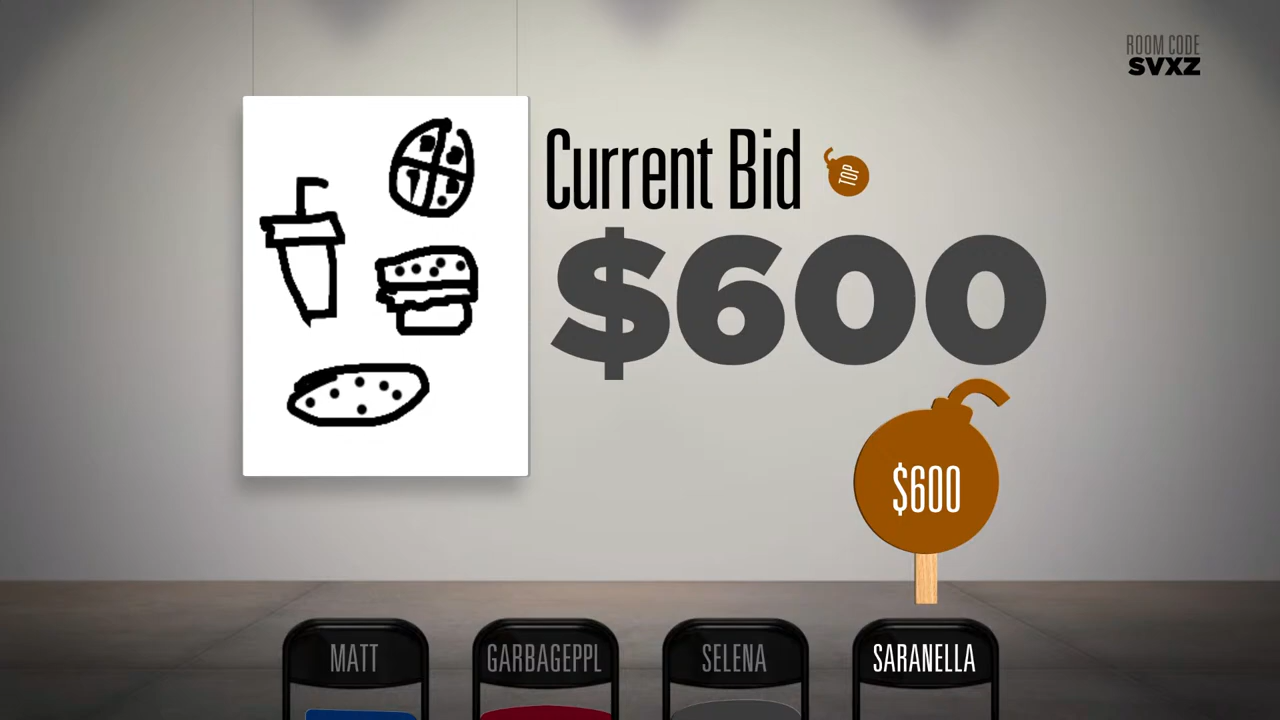 ROOM CODE
SVXZ
Current Bid
TOP
$600
$600
MATT
GARBAGEPPL
SELENA
SARANELLA